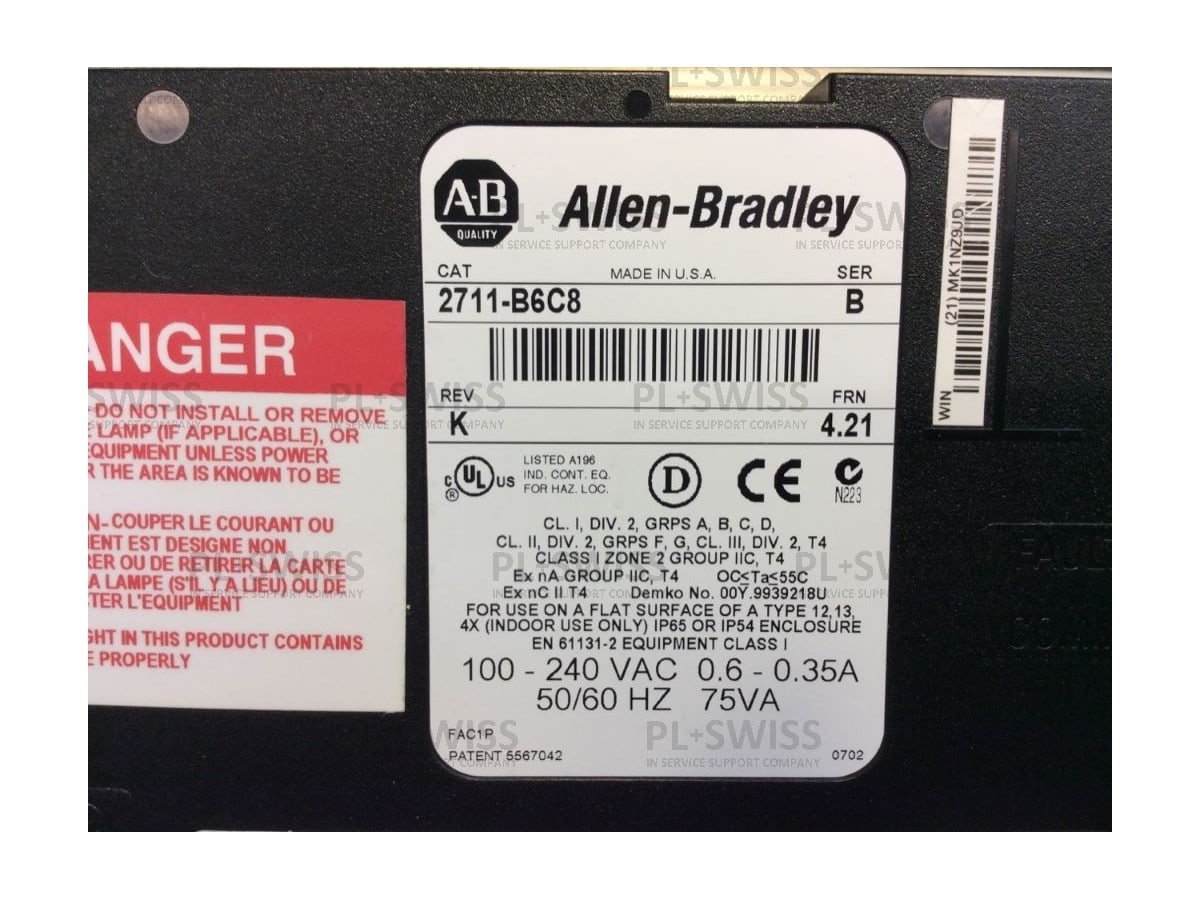 ANGER
DO NOT INSTALL OR REMOVE
LAMP (IF APPLICABLE), OR
EQUIPMENT UNLESS POWER
R THE AREA IS KNOWN TO BE
N- COUPER LE COURANT OU
ENT EST DESIGNE NON
RER OU DE RETIRER LA CARTE
A LAMPE (S'IL Y A LIEU) OU DE
TER L'EQUIPMENT
GHT IN THIS PRODUCT CONTAINS
E PROPERLY
A-B
QUALITY
Allen-Bradley
CAT MADE IN U.S.A. SER
2711-B6C8 B
REV FRN
K 4.21
C UL US
®
LISTED A196
IND. CONT. EQ.
FOR HAZ. LOC.
D
CE
N223
CL. I, DIV. 2, GRPS A, B, C, D,
CL. II, DIV. 2, GRPS F, G, CL. III, DIV. 2, T4
CLASS I ZONE 2 GROUP IIC, T4
Ex nA GROUP IIC, T4 OC≤Ta≤55C
Ex nC II T4 Demko No. 00Y.9939218U
FOR USE ON A FLAT SURFACE OF A TYPE 12,13,
4X (INDOOR USE ONLY) IP65 OR IP54 ENCLOSURE
EN 61131-2 EQUIPMENT CLASS I
100 - 240 VAC 0.6 - 0.35A
50/60 HZ 75VA
FAC1P
PATENT 5567042 0702
WIN (21) MK1NZ9JD
PL+SWISS
IN SERVICE SUPPORT COMPANY